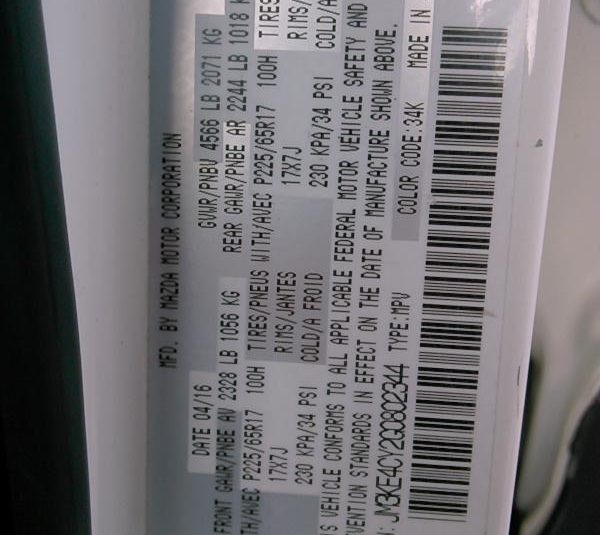 MFD. BY MAZDA MOTOR CORPORATION
DATE 04/16 GVWR/PNBV 4566 LB 2071 KG
FRONT GAWR/PNBE AV 2328 LB 1056 KG REAR GAWR/PNBE AR 2244 LB 1018 K
TH/AVEC P225/65R17 100H TIRES/PNEUS WITH/AVEC P225/65R17 100H TIRES
17X7J RIMS/JANTES 17X7J RIMS/
230 KPA/34 PSI COLD/A FROID 230 KPA/34 PSI COLD/A
S VEHICLE CONFORMS TO ALL APPLICABLE FEDERAL MOTOR VEHICLE SAFETY AND
VENTION STANDARDS IN EFFECT ON THE DATE OF MANUFACTURE SHOWN ABOVE.
: JM3KE4CY2G0802344 TYPE:MPV COLOR CODE:34K MADE IN